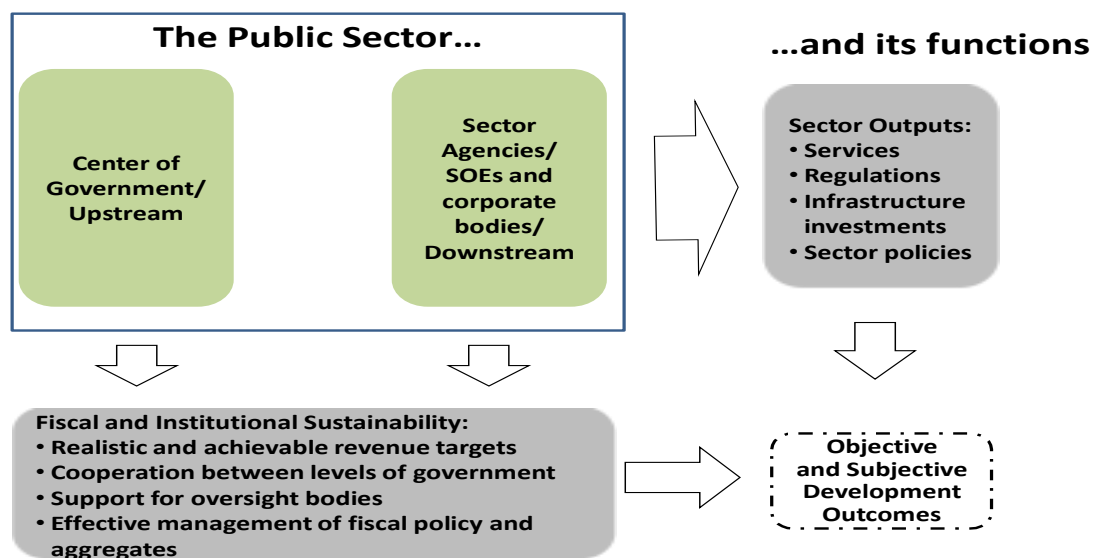 The Public Sector...
...and its functions
Center of
Government/
Upstream
Sector
Agencies/
SOEs and
corporate
bodies/
Downstream
Sector Outputs:
• Services
• Regulations
• Infrastructure
investments
• Sector policies
Fiscal and Institutional Sustainability:
• Realistic and achievable revenue targets
• Cooperation between levels of government
• Support for oversight bodies
• Effective management of fiscal policy and
aggregates
Objective
and Subjective
Development
Outcomes